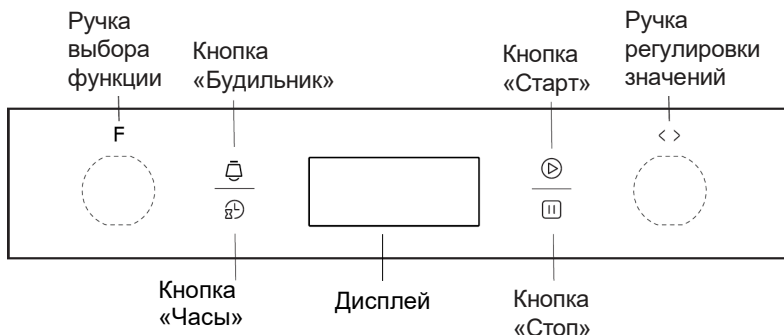 Ручка
выбора
функции
Кнопка
«Будильник»
Кнопка
«Старт»
Ручка
регулировки
значений
F
< >
Кнопка
«Часы»
Дисплей
Кнопка
«Стоп»